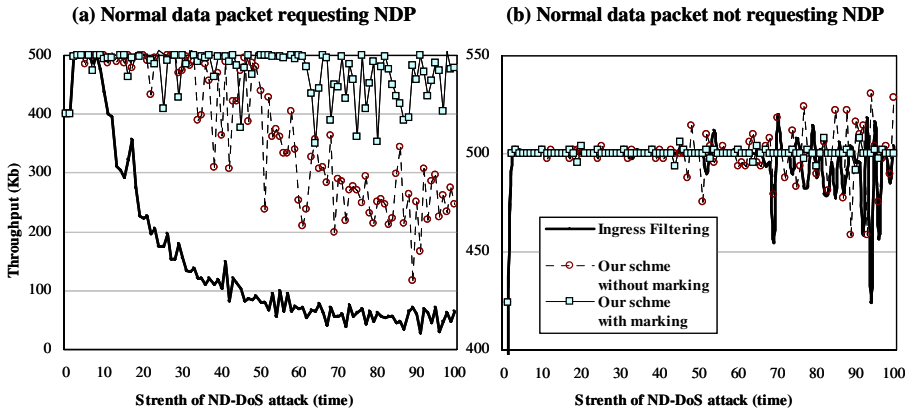 (a) Normal data packet requesting NDP
500
400
300
200
100
0
Throughput (Kb)
0 10 20 30 40 50 60 70 80 90 100
Strenth of ND-DoS attack (time)
(b) Normal data packet not requesting NDP
550
500
450
400
Ingress Filtering
Our schme
without marking
Our schme
with marking
0 10 20 30 40 50 60 70 80 90 100
Strenth of ND-DoS attack (time)